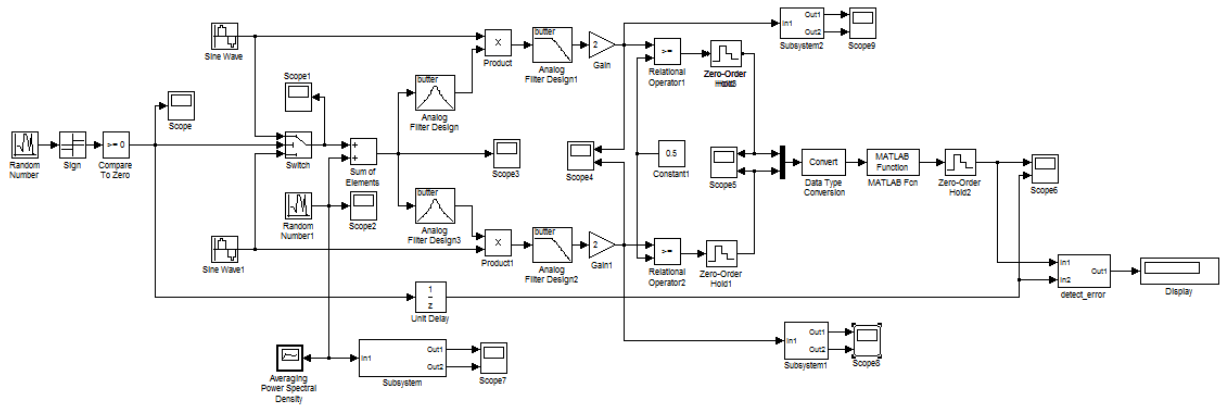 Sine Wave
Scope1
Scope
Random
Number
Sign
>= 0
Compare
To Zero
Switch
Random
Number1
Scope2
Sine Wave1
+
+
Sum of
Elements
butter
Analog
Filter Design
butter
Analog
Filter Design3
Scope3
X
Product
X
Product1
butter
Analog
Filter Design1
butter
Analog
Filter Design2
2
Gain
2
Gain1
Scope4
>=
Relational
Operator1
0.5
Constant1
>=
Relational
Operator2
Zero-Order
Zero-Order
Hold1
Scope5
In1
Out1
Out2
Subsystem2
Scope9
Convert
Data Type
Conversion
MATLAB
Function
MATLAB Fcn
Zero-Order
Hold2
Scope6
In1
In2
Out1
detect_error
Display
1
z
Unit Delay
Averaging
Power Spectral
Density
In1
Out1
Out2
Subsystem
Scope7
In1
Out1
Out2
Subsystem1
Scope8